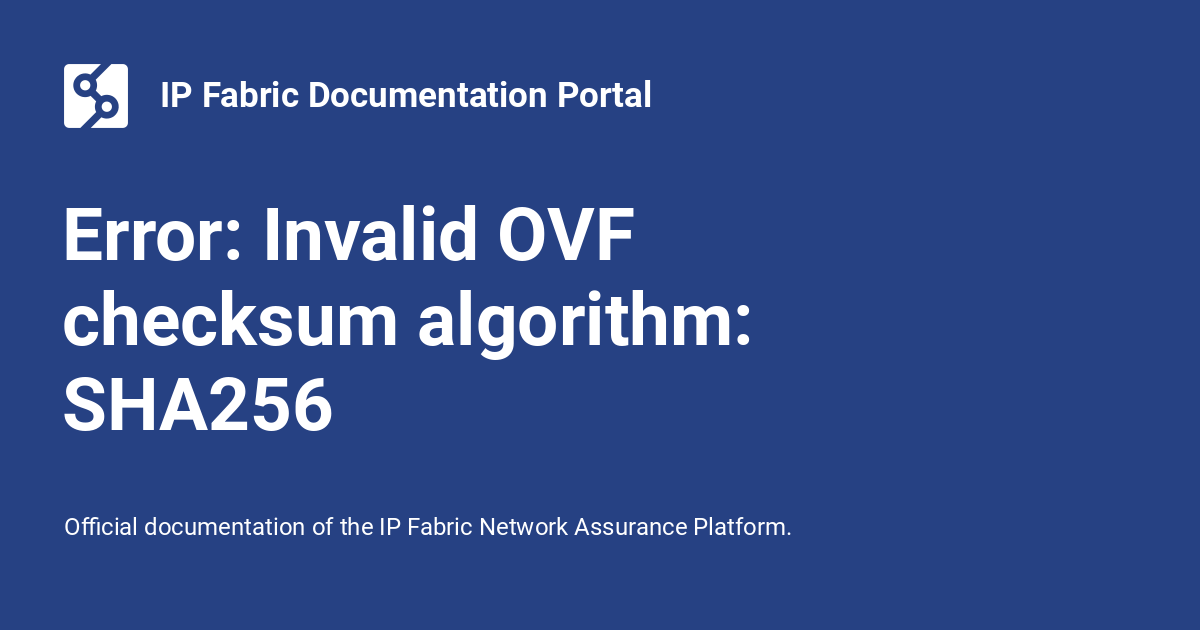 IP Fabric Documentation Portal
Error: Invalid OVF
checksum algorithm:
SHA256
Official documentation of the IP Fabric Network Assurance Platform.